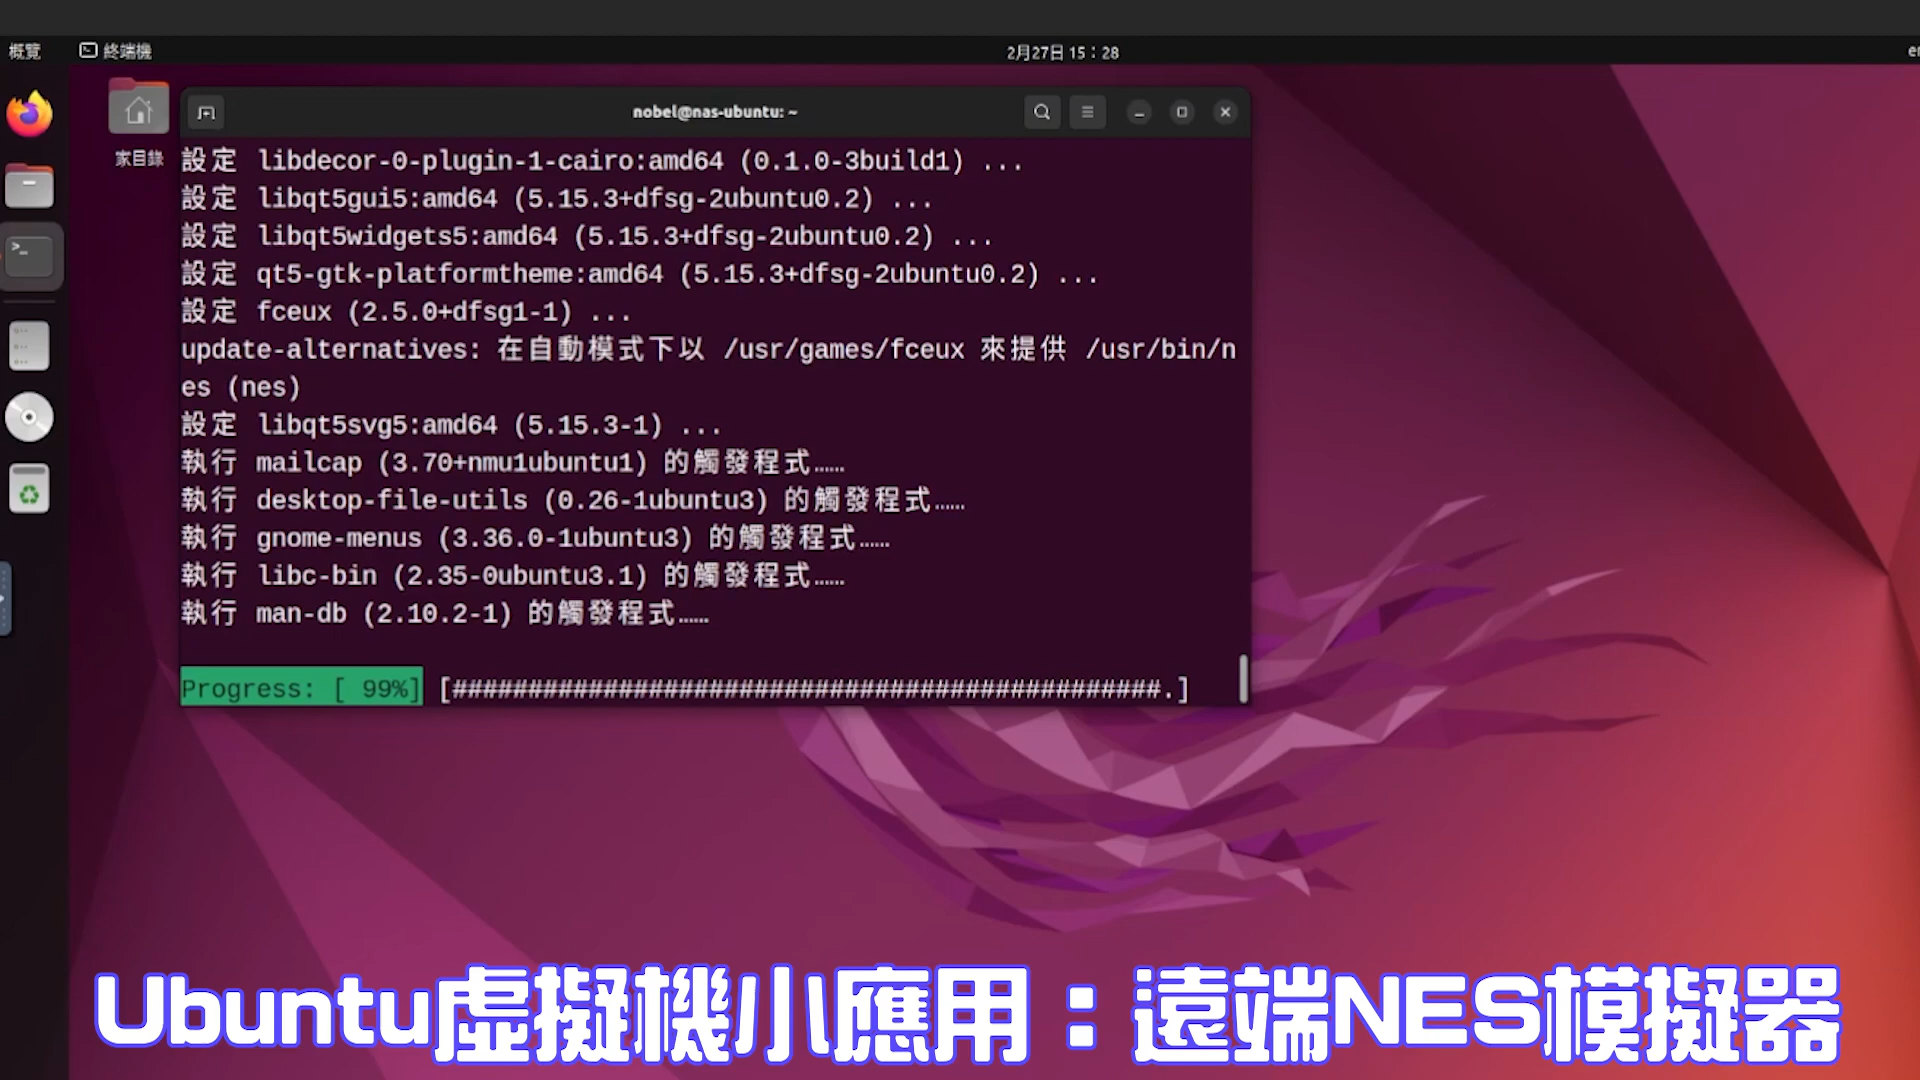 概覽
終端機
2月27日 15：28
en
家目錄
nobel@nas-ubuntu: ~
設定 libdecor-0-plugin-1-cairo:amd64 (0.1.0-3build1) ...
設定 libqt5gui5:amd64 (5.15.3+dfsg-2ubuntu0.2) ...
設定 libqt5widgets5:amd64 (5.15.3+dfsg-2ubuntu0.2) ...
設定 qt5-gtk-platformtheme:amd64 (5.15.3+dfsg-2ubuntu0.2) ...
設定 fceux (2.5.0+dfsg1-1) ...
update-alternatives: 在自動模式下以 /usr/games/fceux 來提供 /usr/bin/n
es (nes)
設定 libqt5svg5:amd64 (5.15.3-1) ...
執行 mailcap (3.70+nmu1ubuntu1) 的觸發程式……
執行 desktop-file-utils (0.26-1ubuntu3) 的觸發程式……
執行 gnome-menus (3.36.0-1ubuntu3) 的觸發程式……
執行 libc-bin (2.35-0ubuntu3.1) 的觸發程式……
執行 man-db (2.10.2-1) 的觸發程式……
Progress: [ 99%] [###############################################.]
Ubuntu虛擬機小應用：遠端NES模擬器